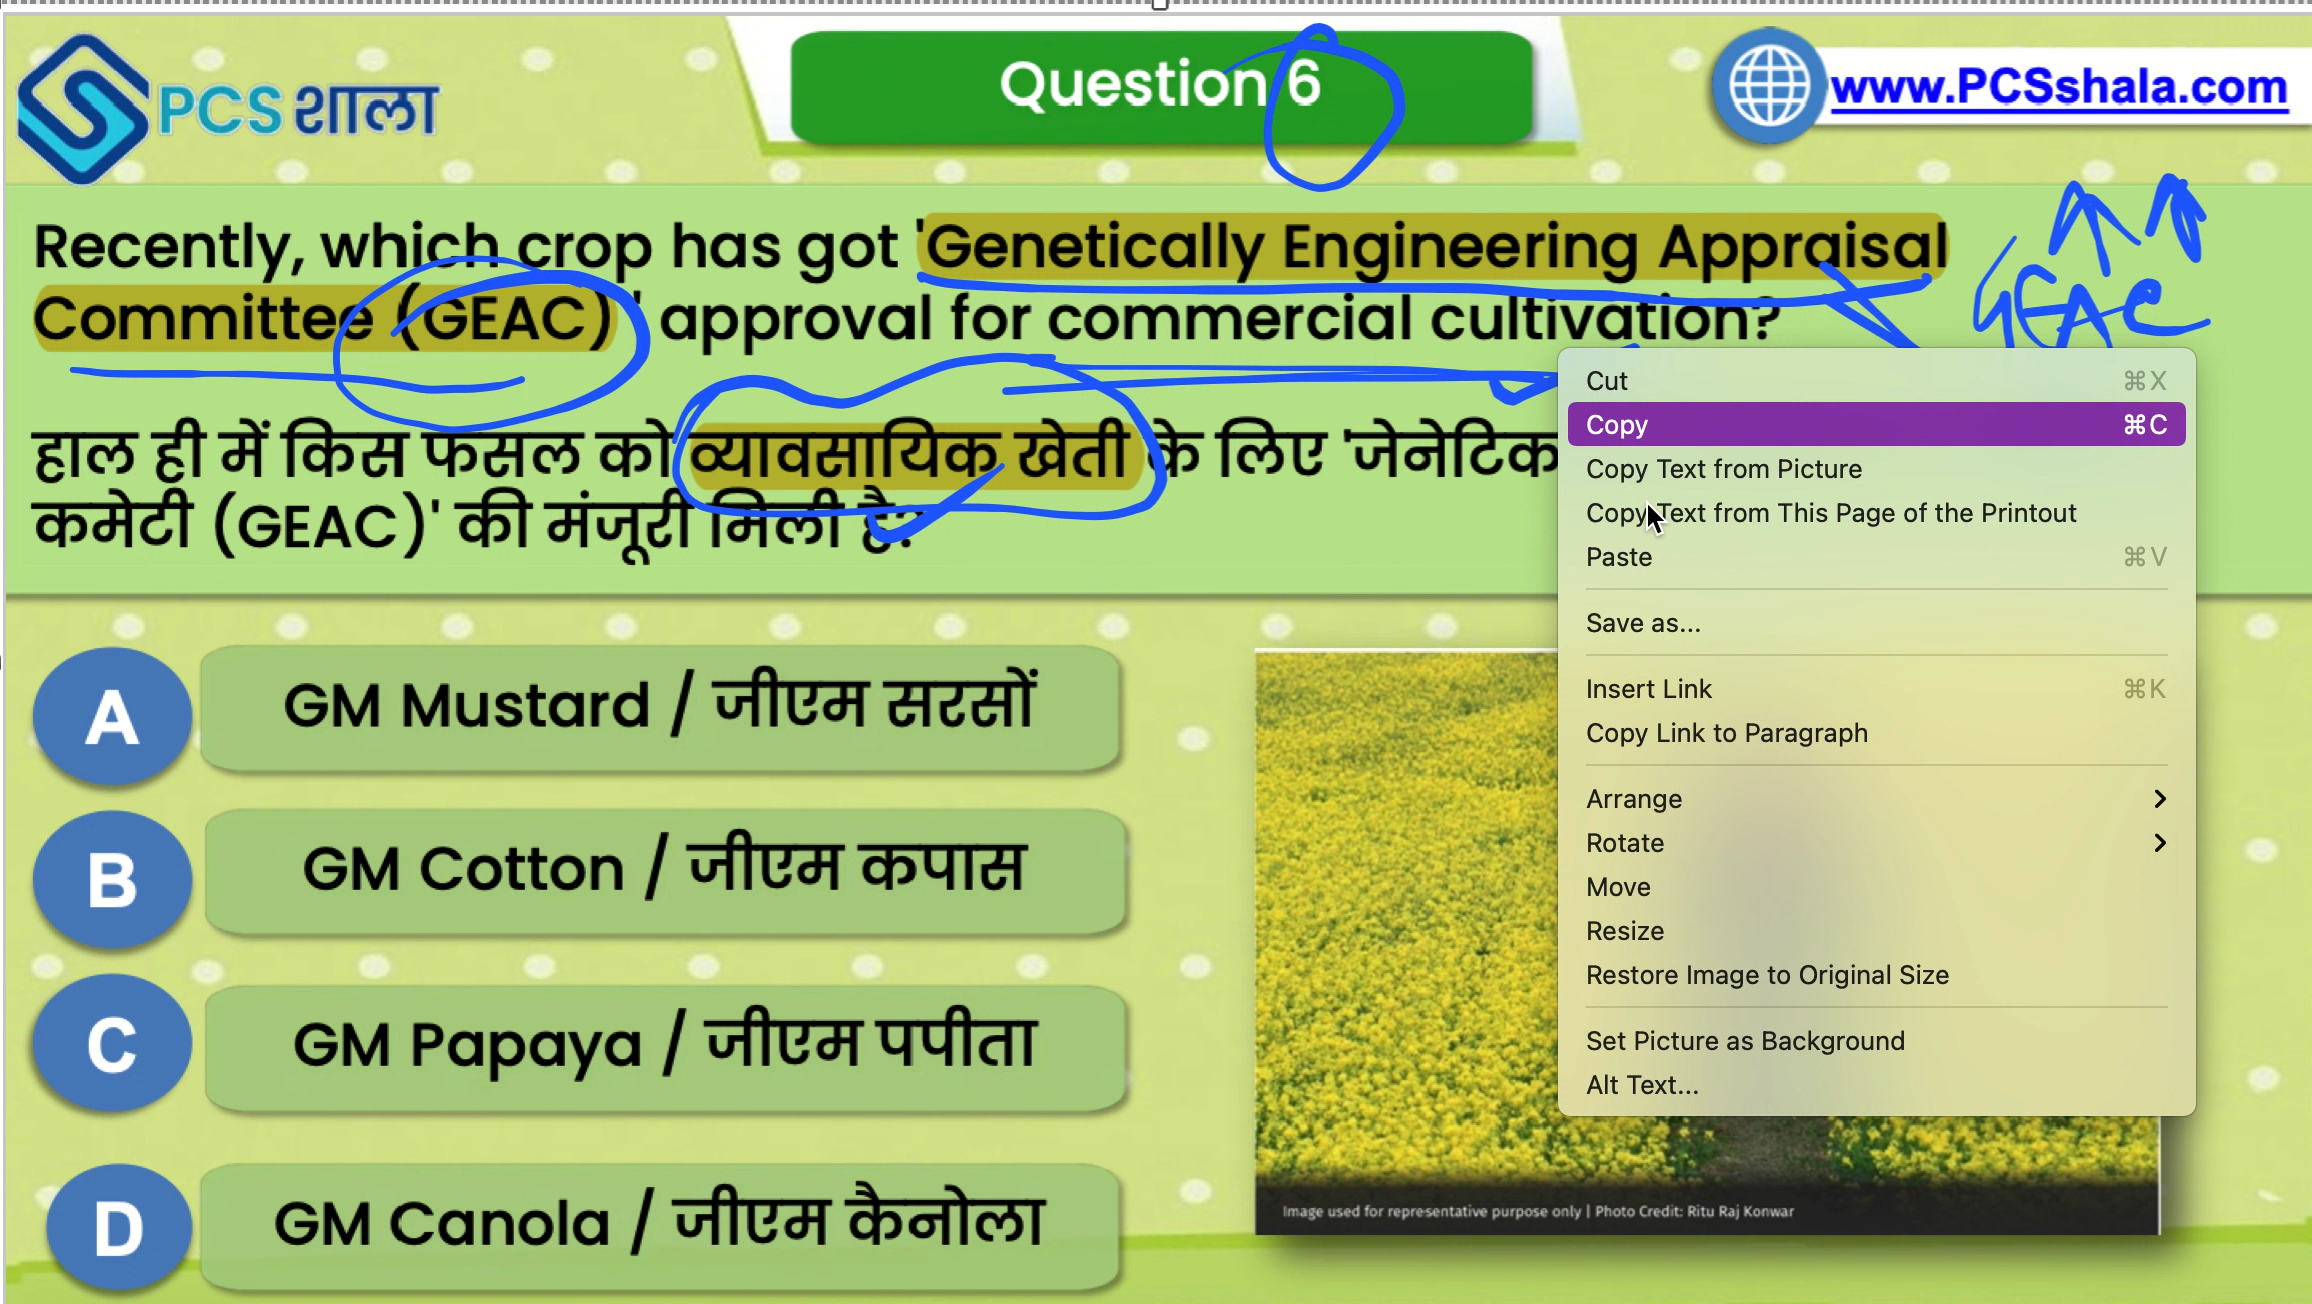 PCS शाला
Question 6
www.PCSshala.com
Recently, which crop has got 'Genetically Engineering Appraisal
Committee (GEAC)' approval for commercial cultivation?
GEAC
हाल ही में किस फसल को व्यावसायिक खेती के लिए 'जेनेटिक
कमेटी (GEAC)' की मंजूरी मिली है?
Cut ⌘X
Copy ⌘C
Copy Text from Picture
Copy Text from This Page of the Printout
Paste ⌘V
Save as...
Insert Link ⌘K
Copy Link to Paragraph
Arrange
Rotate
Move
Resize
Restore Image to Original Size
Set Picture as Background
Alt Text...
A GM Mustard / जीएम सरसों
B GM Cotton / जीएम कपास
C GM Papaya / जीएम पपीता
D GM Canola / जीएम कैनोला
Image used for representative purpose only | Photo Credit: Ritu Raj Konwar